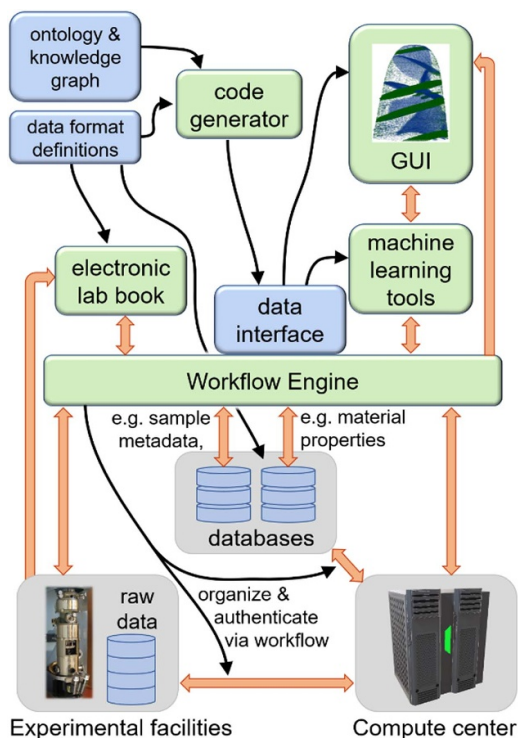 ontology &
knowledge
graph
data format
definitions
code
generator
GUI
electronic
lab book
data
interface
machine
learning
tools
Workflow Engine
e.g. sample
metadata,
e.g. material
properties
databases
organize &
authenticate
via workflow
raw
data
Experimental facilities
Compute center